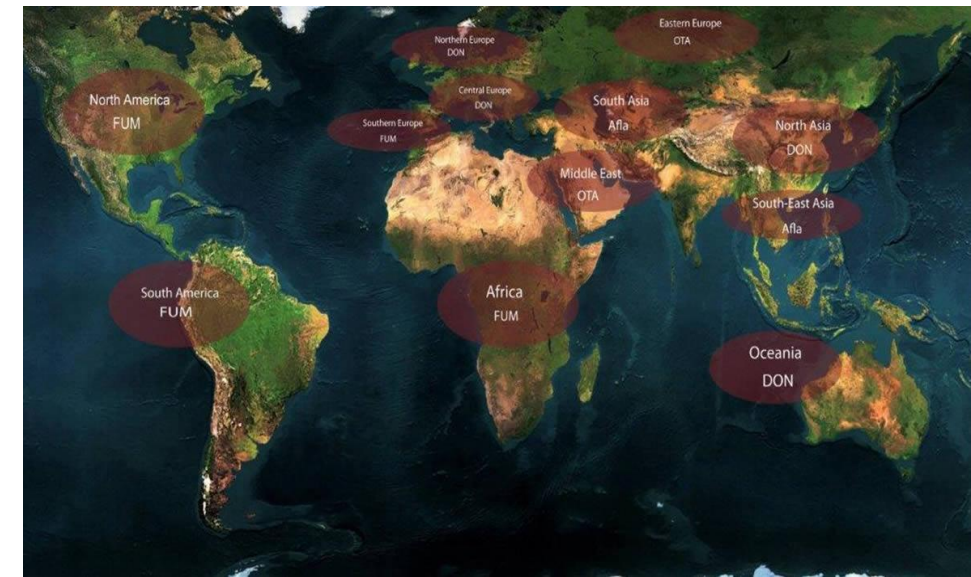 Northern Europe
DON
Eastern Europe
OTA
North America
FUM
Central Europe
DON
South Asia
Afla
Southern Europe
FUM
North Asia
DON
Middle East
OTA
South-East Asia
Afla
South America
FUM
Africa
FUM
Oceania
DON